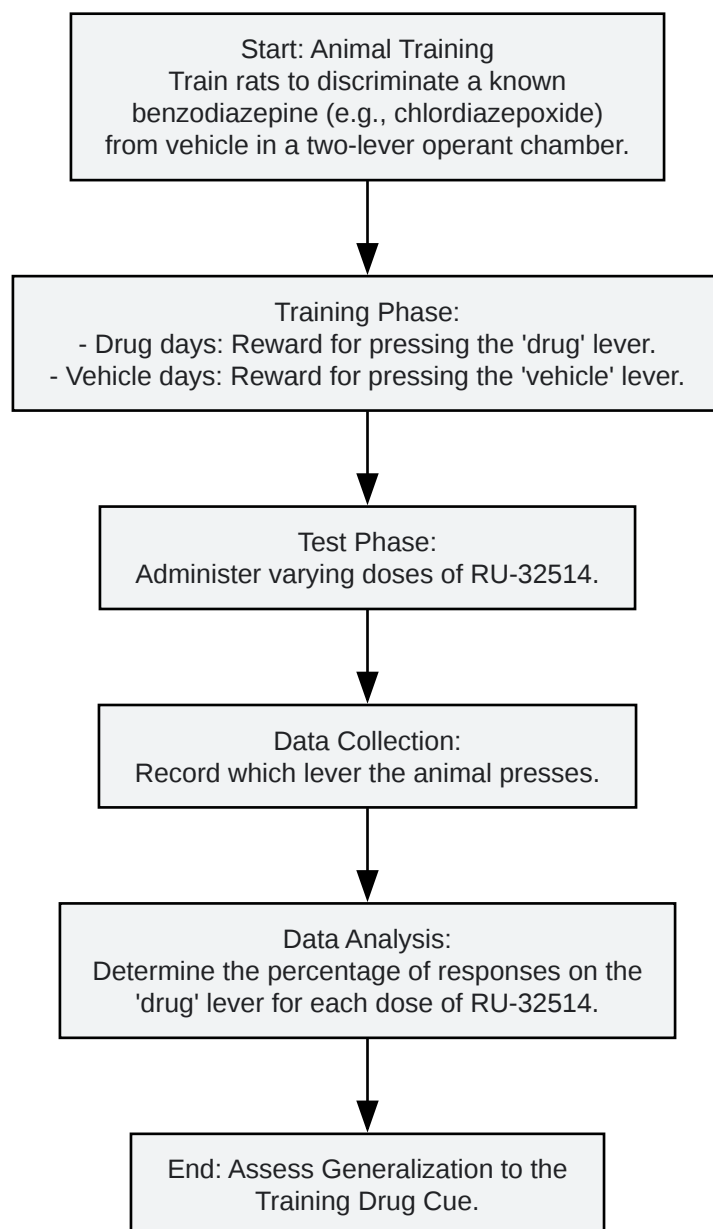 Start: Animal Training
Train rats to discriminate a known
benzodiazepine (e.g., chlordiazepoxide)
from vehicle in a two-lever operant chamber.
Training Phase:
- Drug days: Reward for pressing the 'drug' lever.
- Vehicle days: Reward for pressing the 'vehicle' lever.
Test Phase:
Administer varying doses of RU-32514.
Data Collection:
Record which lever the animal presses.
Data Analysis:
Determine the percentage of responses on the
'drug' lever for each dose of RU-32514.
End: Assess Generalization to the
Training Drug Cue.